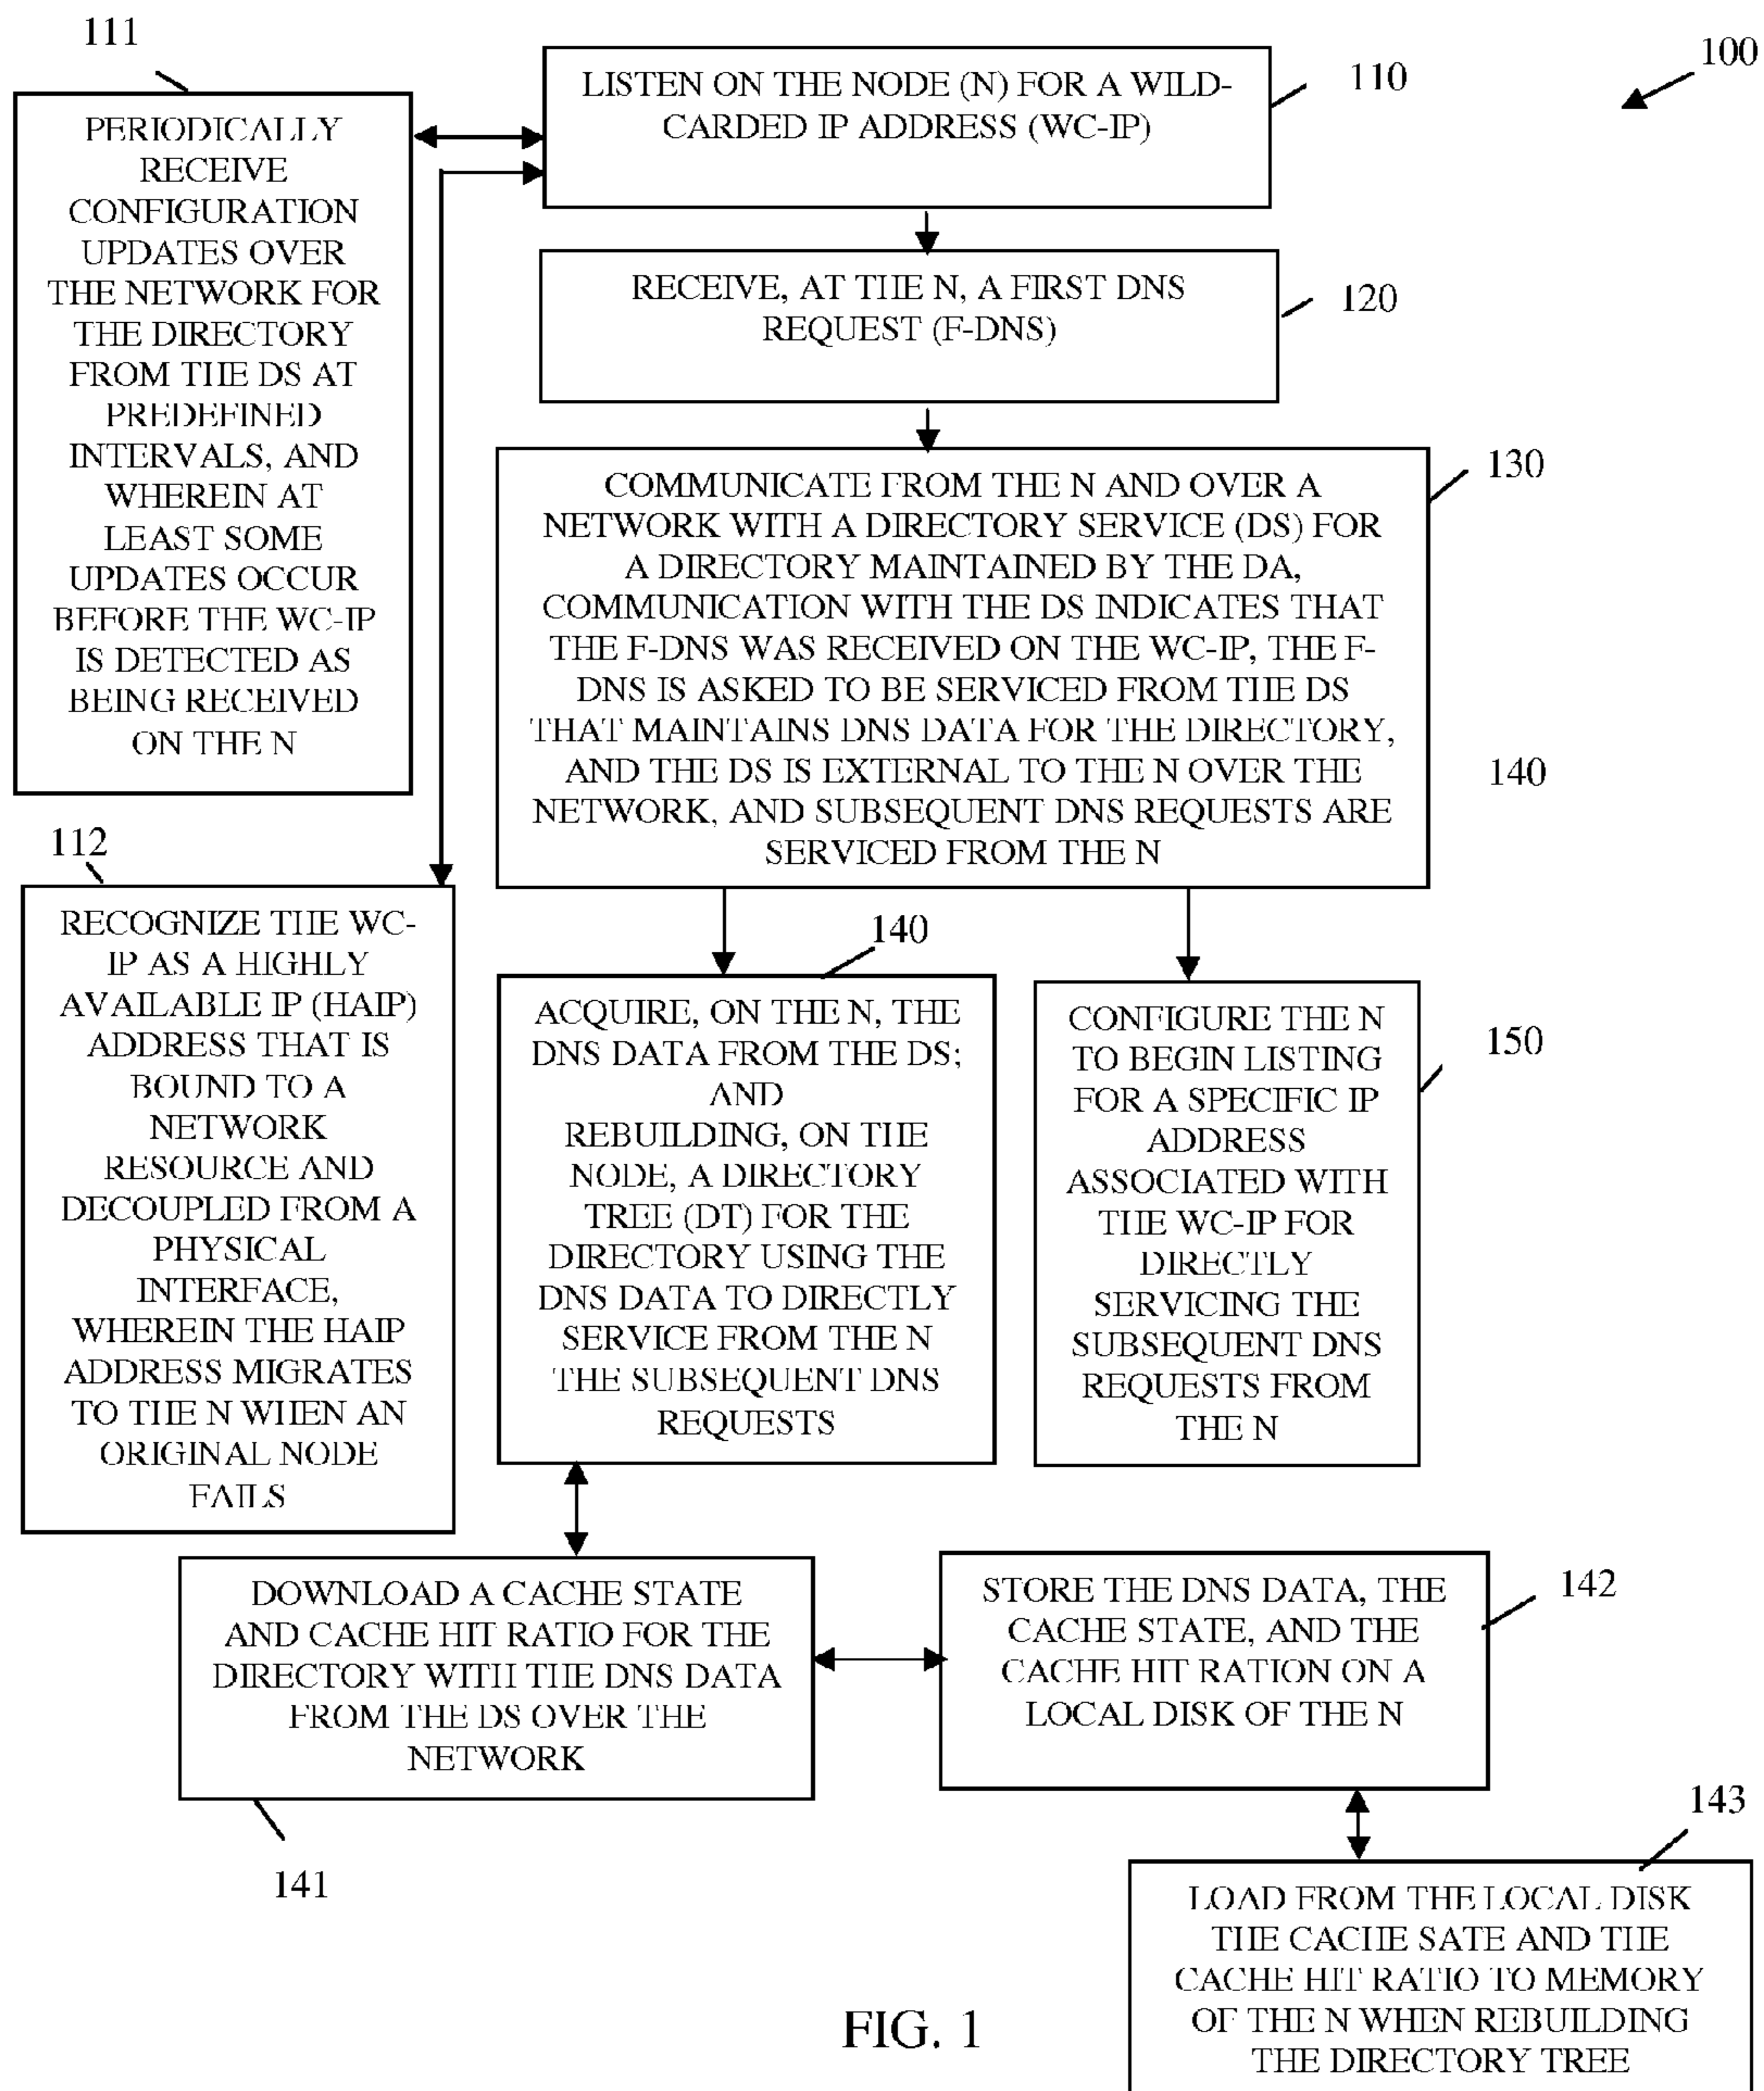 111
100
LISTEN ON THE NODE (N) FOR A WILD-
CARDED IP ADDRESS (WC-IP)
110
PERIODICALLY
RECEIVE
CONFIGURATION
UPDATES OVER
THE NETWORK FOR
THE DIRECTORY
FROM THE DS AT
PREDEFINED
INTERVALS, AND
WHEREIN AT
LEAST SOME
UPDATES OCCUR
BEFORE THE WC-IP
IS DETECTED AS
BEING RECEIVED
ON THE N
RECEIVE, AT THE N, A FIRST DNS
REQUEST (F-DNS)
120
COMMUNICATE FROM THE N AND OVER A
NETWORK WITH A DIRECTORY SERVICE (DS) FOR
A DIRECTORY MAINTAINED BY THE DA,
COMMUNICATION WITH THE DS INDICATES THAT
THE F-DNS WAS RECEIVED ON THE WC-IP, THE F-
DNS IS ASKED TO BE SERVICED FROM THE DS
THAT MAINTAINS DNS DATA FOR THE DIRECTORY,
AND THE DS IS EXTERNAL TO THE N OVER THE
NETWORK, AND SUBSEQUENT DNS REQUESTS ARE
SERVICED FROM THE N
130
140
112
RECOGNIZE THE WC-
IP AS A HIGHLY
AVAILABLE IP (HAIP)
ADDRESS THAT IS
BOUND TO A
NETWORK
RESOURCE AND
DECOUPLED FROM A
PHYSICAL
INTERFACE,
WHEREIN THE HAIP
ADDRESS MIGRATES
TO THE N WHEN AN
ORIGINAL NODE
FAILS
140
ACQUIRE, ON THE N, THE
DNS DATA FROM THE DS;
AND
REBUILDING, ON THE
NODE, A DIRECTORY
TREE (DT) FOR THE
DIRECTORY USING THE
DNS DATA TO DIRECTLY
SERVICE FROM THE N
THE SUBSEQUENT DNS
REQUESTS
CONFIGURE THE N
TO BEGIN LISTING
FOR A SPECIFIC IP
ADDRESS
ASSOCIATED WITH
THE WC-IP FOR
DIRECTLY
SERVICING THE
SUBSEQUENT DNS
REQUESTS FROM
THE N
150
DOWNLOAD A CACHE STATE
AND CACHE HIT RATIO FOR THE
DIRECTORY WITH THE DNS DATA
FROM THE DS OVER THE
NETWORK
141
STORE THE DNS DATA, THE
CACHE STATE, AND THE
CACHE HIT RATION ON A
LOCAL DISK OF THE N
142
143
LOAD FROM THE LOCAL DISK
THE CACHE SATE AND THE
CACHE HIT RATIO TO MEMORY
OF THE N WHEN REBUILDING
THE DIRECTORY TREE
FIG. 1